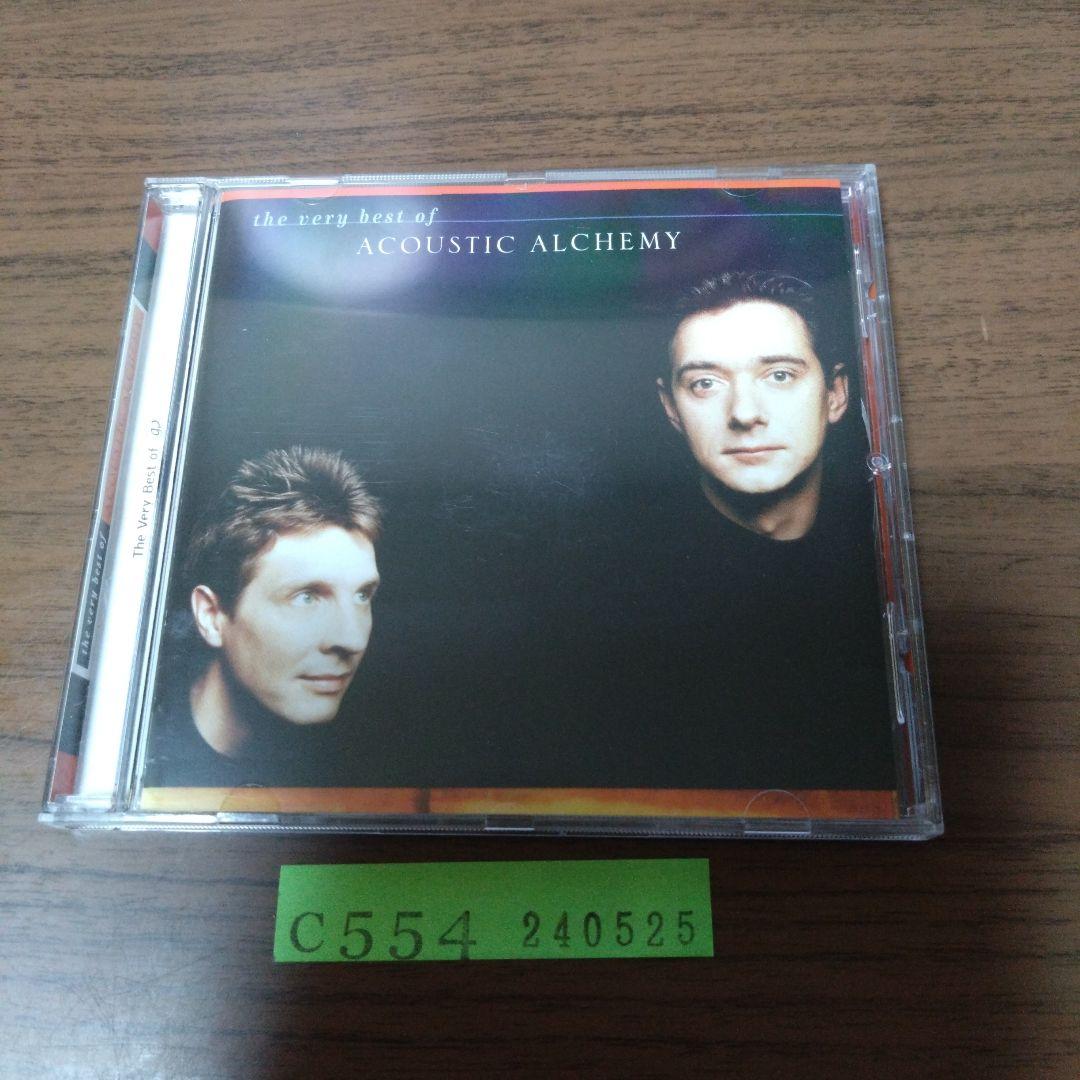 the very best of
ACOUSTIC ALCHEMY
The Very Best of
the very best of
C554 240525